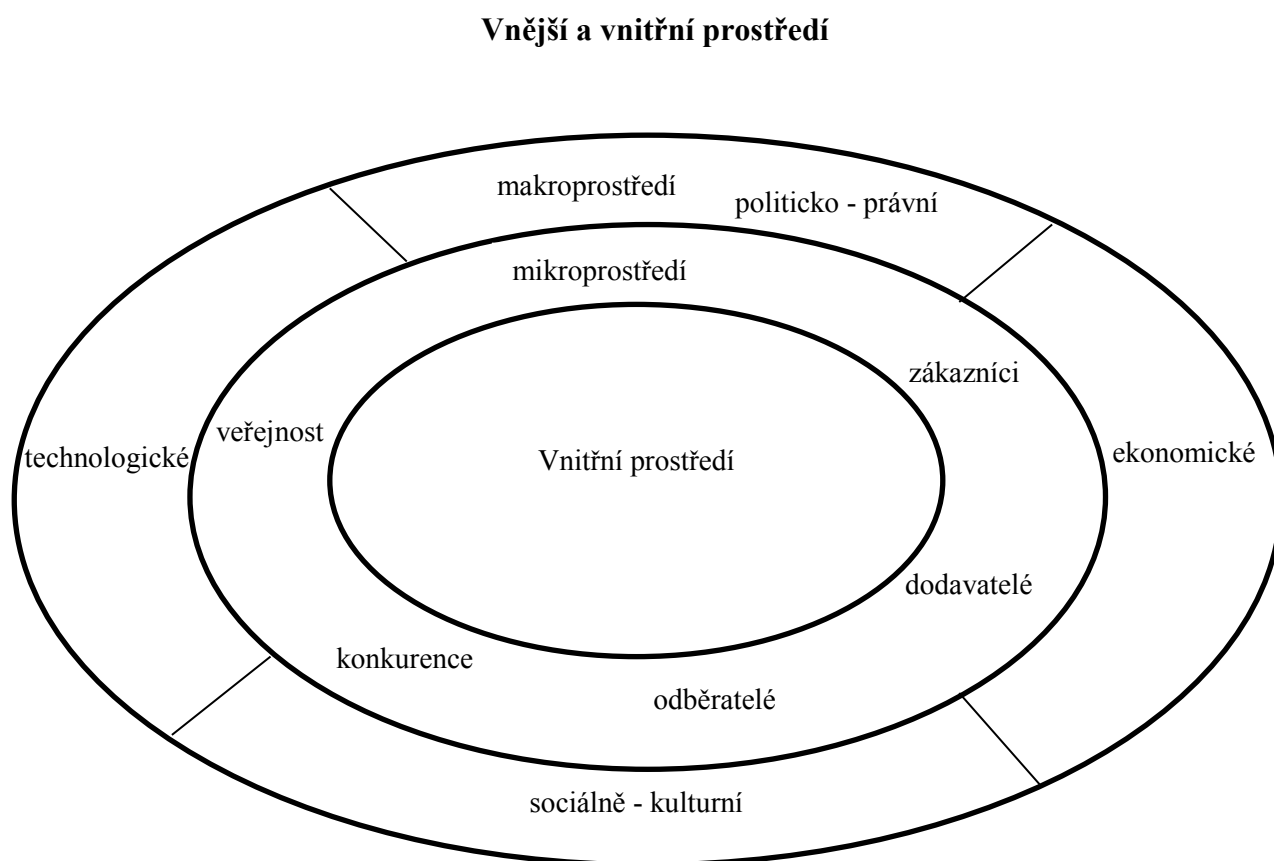 Vnější a vnitřní prostředí
makroprostředí
politicko - právní
mikroprostředí
zákazníci
veřejnost
technologické
Vnitřní prostředí
ekonomické
dodavatelé
konkurence
odběratelé
sociálně - kulturní